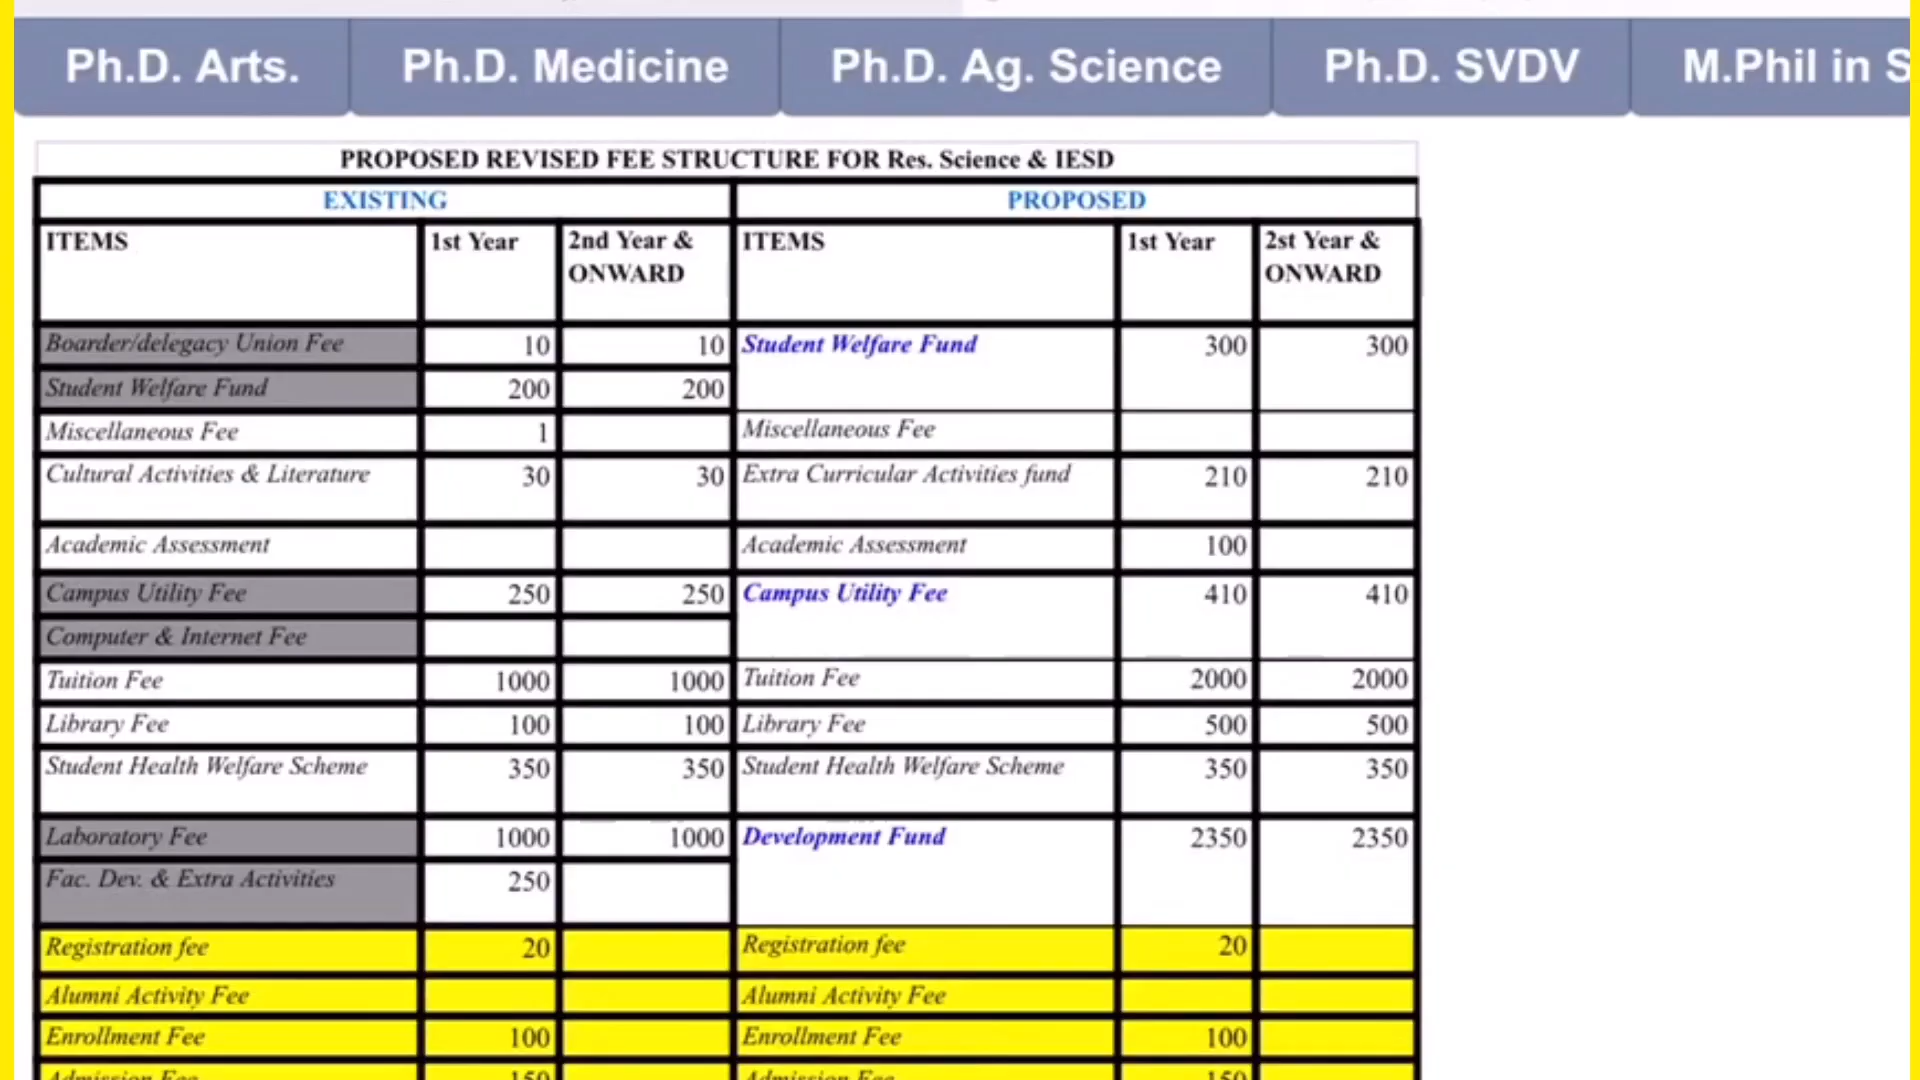 Ph.D. Arts. Ph.D. Medicine Ph.D. Ag. Science Ph.D. SVDV M.Phil in S
PROPOSED REVISED FEE STRUCTURE FOR Res. Science & IESD
EXISTING PROPOSED
ITEMS 1st Year 2nd Year & ONWARD ITEMS 1st Year 2st Year & ONWARD
Boarder/delegacy Union Fee 10 10 Student Welfare Fund 300 300
Student Welfare Fund 200 200
Miscellaneous Fee 1 Miscellaneous Fee
Cultural Activities & Literature 30 30 Extra Curricular Activities fund 210 210
Academic Assessment Academic Assessment 100
Campus Utility Fee 250 250 Campus Utility Fee 410 410
Computer & Internet Fee
Tuition Fee 1000 1000 Tuition Fee 2000 2000
Library Fee 100 100 Library Fee 500 500
Student Health Welfare Scheme 350 350 Student Health Welfare Scheme 350 350
Laboratory Fee 1000 1000 Development Fund 2350 2350
Fac. Dev. & Extra Activities 250
Registration fee 20 Registration fee 20
Alumni Activity Fee Alumni Activity Fee
Enrollment Fee 100 Enrollment Fee 100
Admission Fee 150 Admission Fee 150